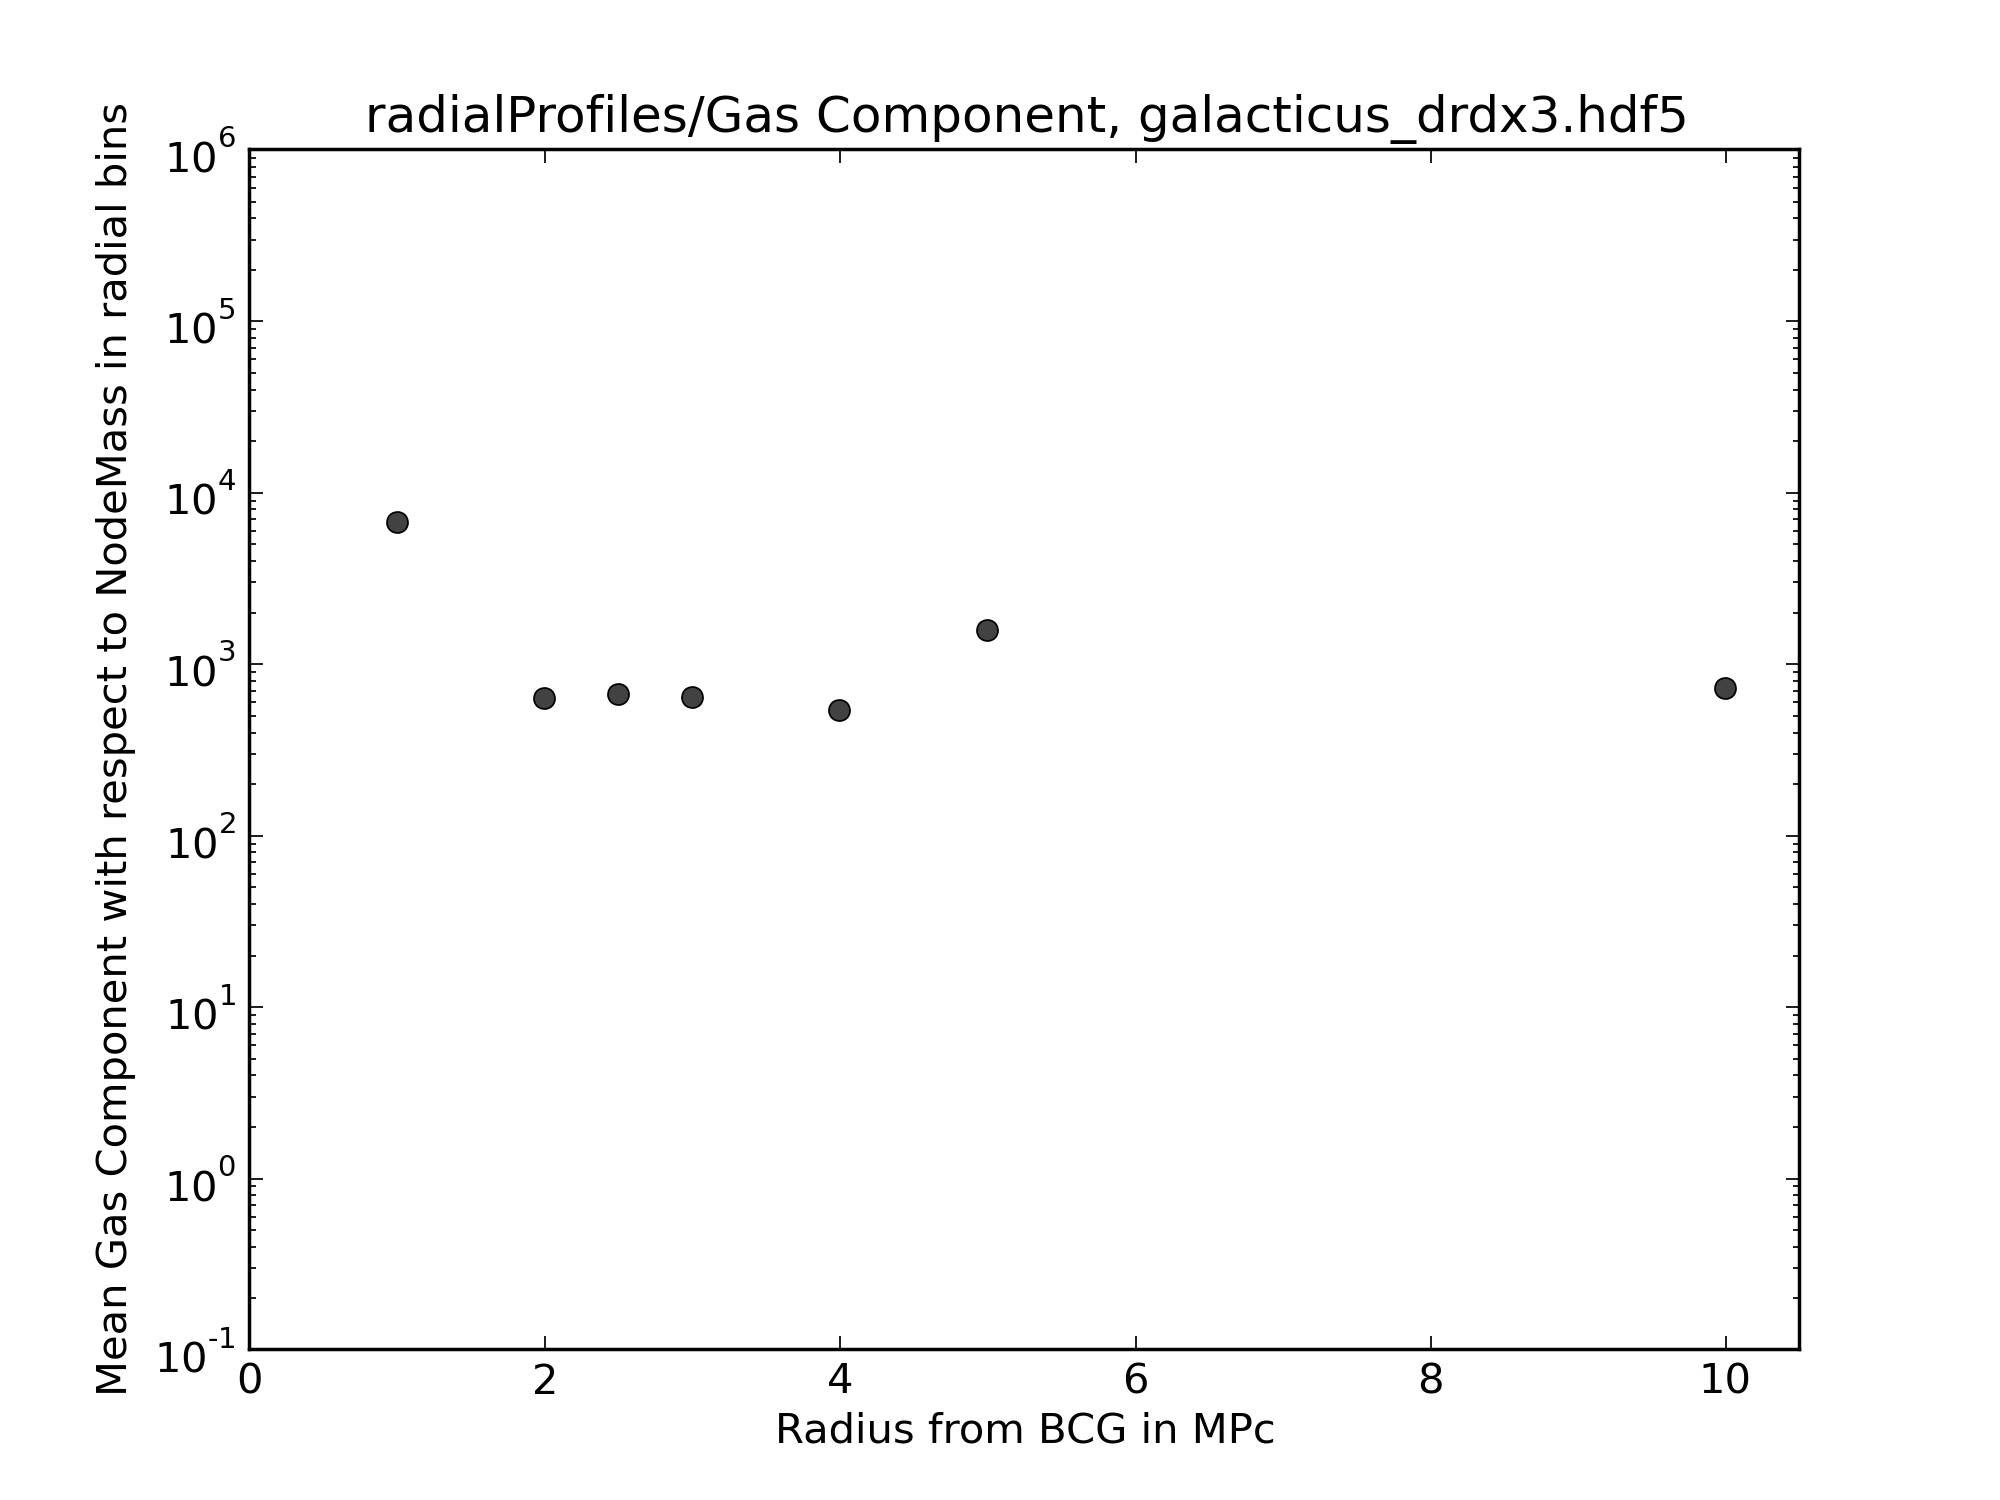 radialProfiles/Gas Component, galacticus_drdx3.hdf5
Mean Gas Component with respect to NodeMass in radial bins
10^6
10^5
10^4
10^3
10^2
10^1
10^0
10^-1
0 2 4 6 8 10
Radius from BCG in MPc